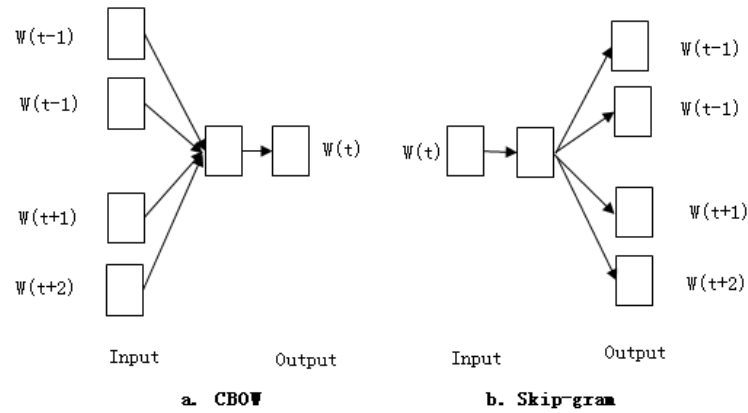 W(t-1)
W(t-1)
W(t+1)
W(t+2)
W(t)
Input
Output
a. CBOW
W(t)
W(t-1)
W(t-1)
W(t+1)
W(t+2)
Input
Output
b. Skip-gram